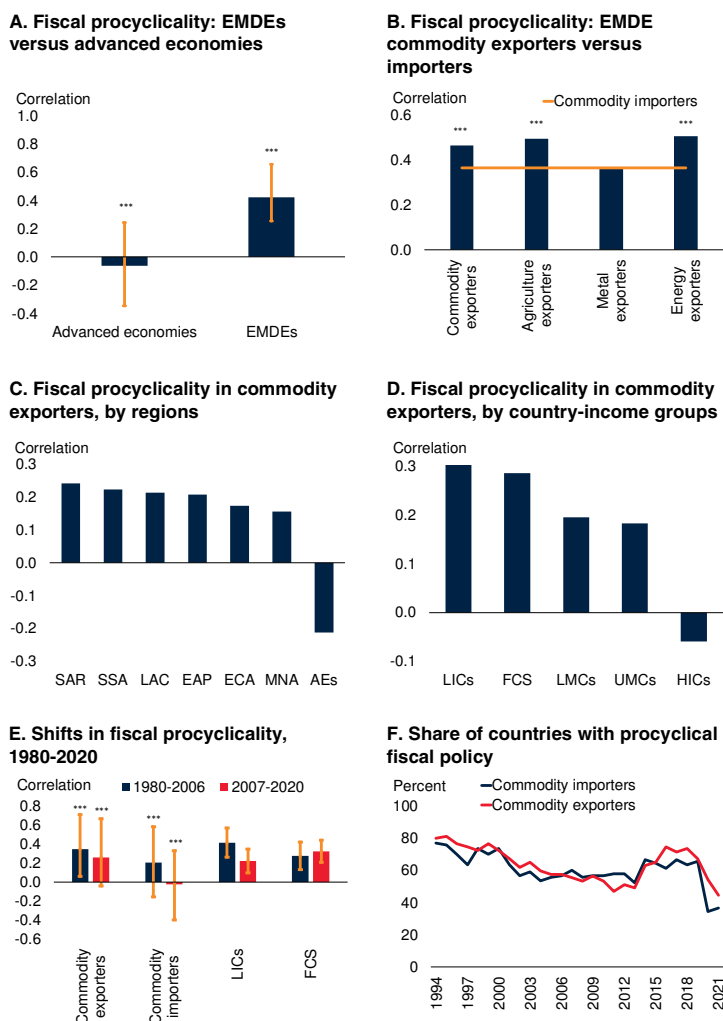 A. Fiscal procyclicality: EMDEs
versus advanced economies
Correlation
1.0
0.8
0.6
0.4
0.2
0.0
-0.2
-0.4
***
***
Advanced economies
EMDEs
B. Fiscal procyclicality: EMDE
commodity exporters versus
importers
Correlation
Commodity importers
0.6
0.4
0.2
0.0
***
***
***
Commodity
exporters
Agriculture
exporters
Metal
exporters
Energy
exporters
C. Fiscal procyclicality in commodity
exporters, by regions
Correlation
0.3
0.2
0.1
0.0
-0.1
-0.2
-0.3
SAR
SSA
LAC
EAP
ECA
MNA
AEs
D. Fiscal procyclicality in commodity
exporters, by country-income groups
Correlation
0.3
0.2
0.1
0.0
-0.1
LICs
FCS
LMCs
UMCs
HICs
E. Shifts in fiscal procyclicality,
1980-2020
Correlation
1980-2006
2007-2020
0.8
0.6
0.4
0.2
0.0
-0.2
-0.4
-0.6
***
***
***
***
Commodity
exporters
Commodity
importers
LICs
FCS
F. Share of countries with procyclical
fiscal policy
Percent
Commodity importers
Commodity exporters
100
80
60
40
20
0
1994
1997
2000
2003
2006
2009
2012
2015
2018
2021